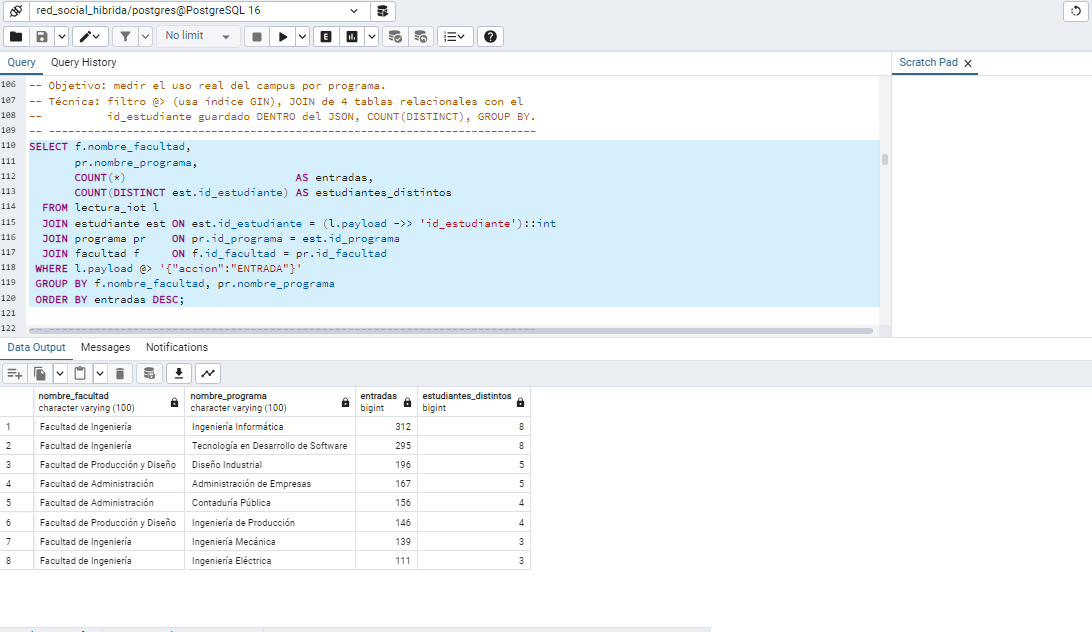 red_social_hibrida/postgres@PostgreSQL 16
No limit
E
Query Query History
Scratch Pad
106 -- Objetivo: medir el uso real del campus por programa.
107 -- Técnica: filtro @> (usa índice GIN), JOIN de 4 tablas relacionales con el
108 -- id_estudiante guardado DENTRO del JSON, COUNT(DISTINCT), GROUP BY.
109 -- ---------------------------------------------------------------------------
110 SELECT f.nombre_facultad,
111 pr.nombre_programa,
112 COUNT(*) AS entradas,
113 COUNT(DISTINCT est.id_estudiante) AS estudiantes_distintos
114 FROM lectura_iot l
115 JOIN estudiante est ON est.id_estudiante = (l.payload ->> 'id_estudiante')::int
116 JOIN programa pr ON pr.id_programa = est.id_programa
117 JOIN facultad f ON f.id_facultad = pr.id_facultad
118 WHERE l.payload @> '{"accion":"ENTRADA"}'
119 GROUP BY f.nombre_facultad, pr.nombre_programa
120 ORDER BY entradas DESC;
121
122 -- ---------------------------------------------------------------------------
Data Output Messages Notifications
nombre_facultad nombre_programa entradas estudiantes_distintos
character varying (100) character varying (100) bigint bigint
1 Facultad de Ingeniería Ingeniería Informática 312 8
2 Facultad de Ingeniería Tecnología en Desarrollo de Software 295 8
3 Facultad de Producción y Diseño Diseño Industrial 196 5
4 Facultad de Administración Administración de Empresas 167 5
5 Facultad de Administración Contaduría Pública 156 4
6 Facultad de Producción y Diseño Ingeniería de Producción 146 4
7 Facultad de Ingeniería Ingeniería Mecánica 139 3
8 Facultad de Ingeniería Ingeniería Eléctrica 111 3